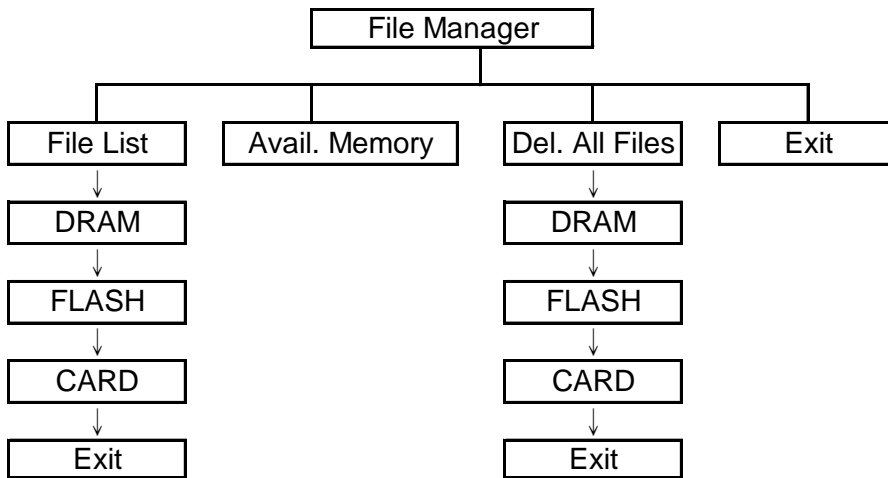 File Manager
File List
Avail. Memory
Del. All Files
Exit
DRAM
DRAM
FLASH
FLASH
CARD
CARD
Exit
Exit